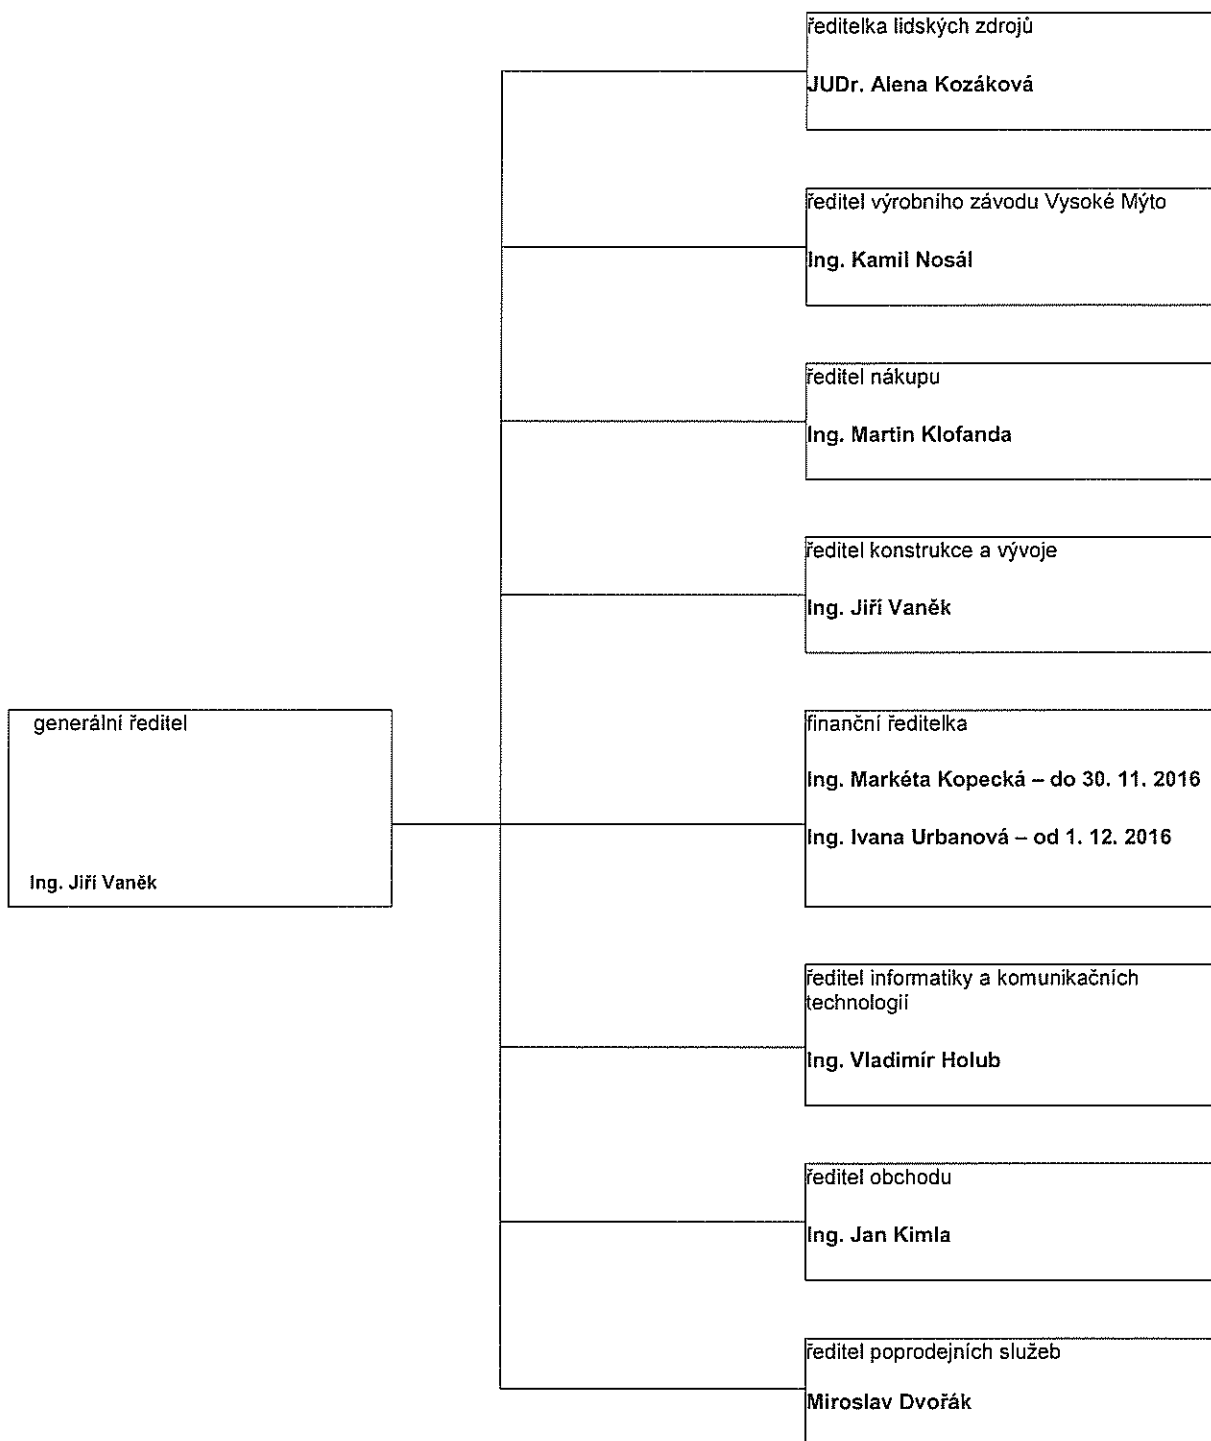 ředitelka lidských zdrojů
JUDr. Alena Kozáková
ředitel výrobního závodu Vysoké Mýto
Ing. Kamil Nosál
ředitel nákupu
Ing. Martin Klofanda
ředitel konstrukce a vývoje
Ing. Jiří Vaněk
generální ředitel
Ing. Jiří Vaněk
finanční ředitelka
Ing. Markéta Kopecká – do 30. 11. 2016
Ing. Ivana Urbanová – od 1. 12. 2016
ředitel informatiky a komunikačních
technologií
Ing. Vladimír Holub
ředitel obchodu
Ing. Jan Kimla
ředitel poprodejních služeb
Miroslav Dvořák